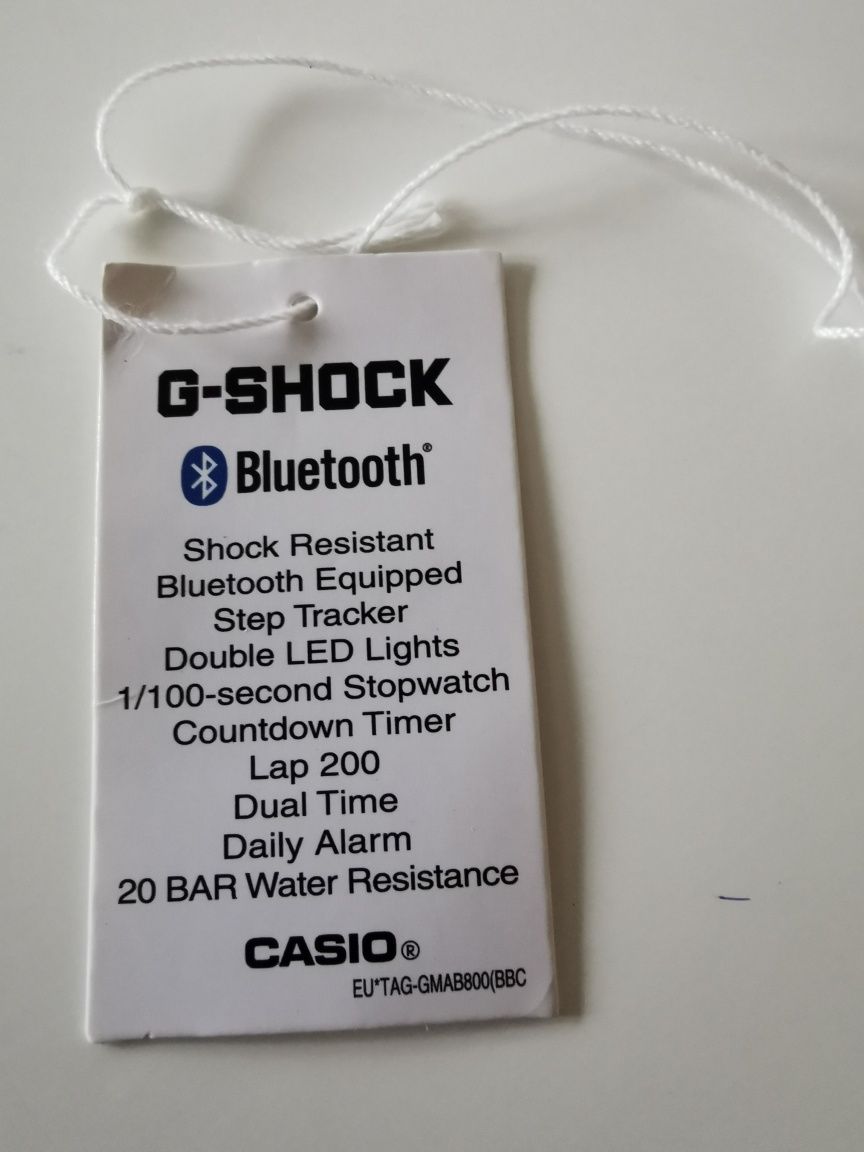 G-SHOCK
Bluetooth®
Shock Resistant
Bluetooth Equipped
Step Tracker
Double LED Lights
1/100-second Stopwatch
Countdown Timer
Lap 200
Dual Time
Daily Alarm
20 BAR Water Resistance
CASIO®
EU*TAG-GMAB800(BBC